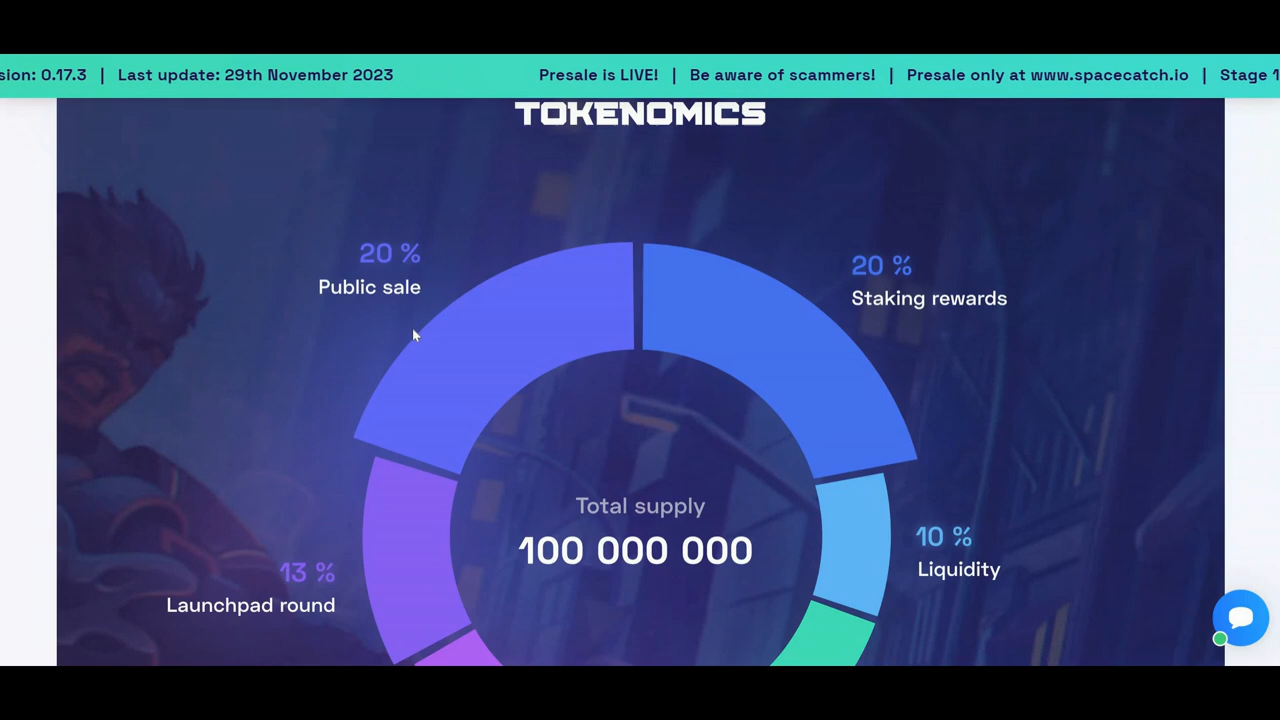 sion: 0.17.3 | Last update: 29th November 2023 Presale is LIVE! | Be aware of scammers! | Presale only at www.spacecatch.io | Stage 1
TOKENOMICS
20 %
Public sale
20 %
Staking rewards
Total supply
100 000 000
10 %
Liquidity
13 %
Launchpad round